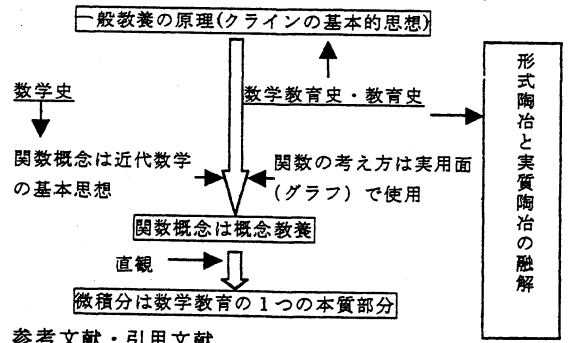 一般教養の原理(クラインの基本的思想)
数学史
数学教育史・教育史
関数概念は近代数学
の基本思想
関数の考え方は実用面
(グラフ)で使用
関数概念は概念教養
直観
微積分は数学教育の1つの本質部分
形式陶冶と実質陶冶の融解
参考文献・引用文献